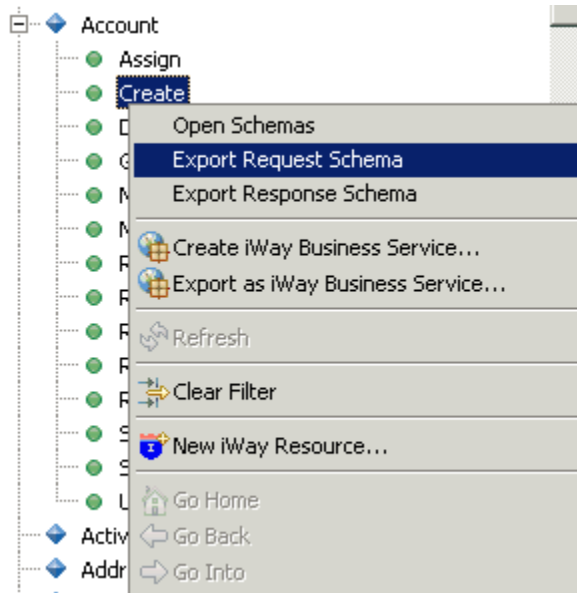 Account
Assign
Create
Open Schemas
Export Request Schema
Export Response Schema
Create iWay Business Service...
Export as iWay Business Service...
Refresh
Clear Filter
New iWay Resource...
Go Home
Go Back
Go Into